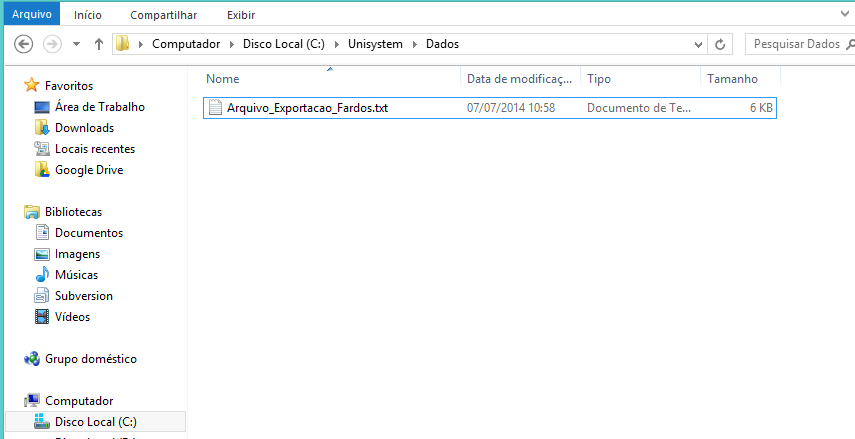 Arquivo Início Compartilhar Exibir
Computador Disco Local (C:) Unisystem Dados Pesquisar Dados
Nome Data de modificaç... Tipo Tamanho
Arquivo_Exportacao_Fardos.txt 07/07/2014 10:58 Documento de Te... 6 KB
Favoritos
Área de Trabalho
Downloads
Locais recentes
Google Drive
Bibliotecas
Documentos
Imagens
Músicas
Subversion
Vídeos
Grupo doméstico
Computador
Disco Local (C:)